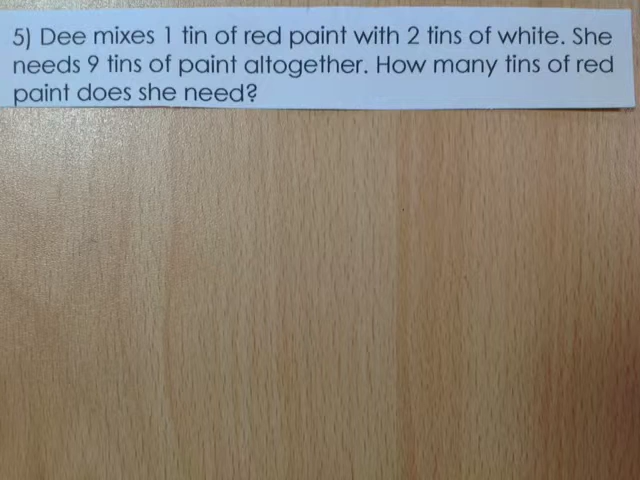 5) Dee mixes 1 tin of red paint with 2 tins of white. She
needs 9 tins of paint altogether. How many tins of red
paint does she need?